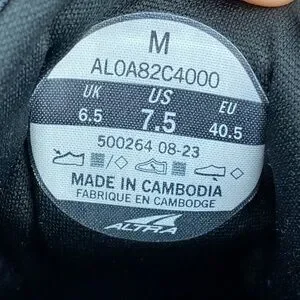 M
AL0A82C4000
UK US EU
6.5 7.5 40.5
500264 08-23
MADE IN CAMBODIA
FABRIQUE EN CAMBODGE
ALTRA